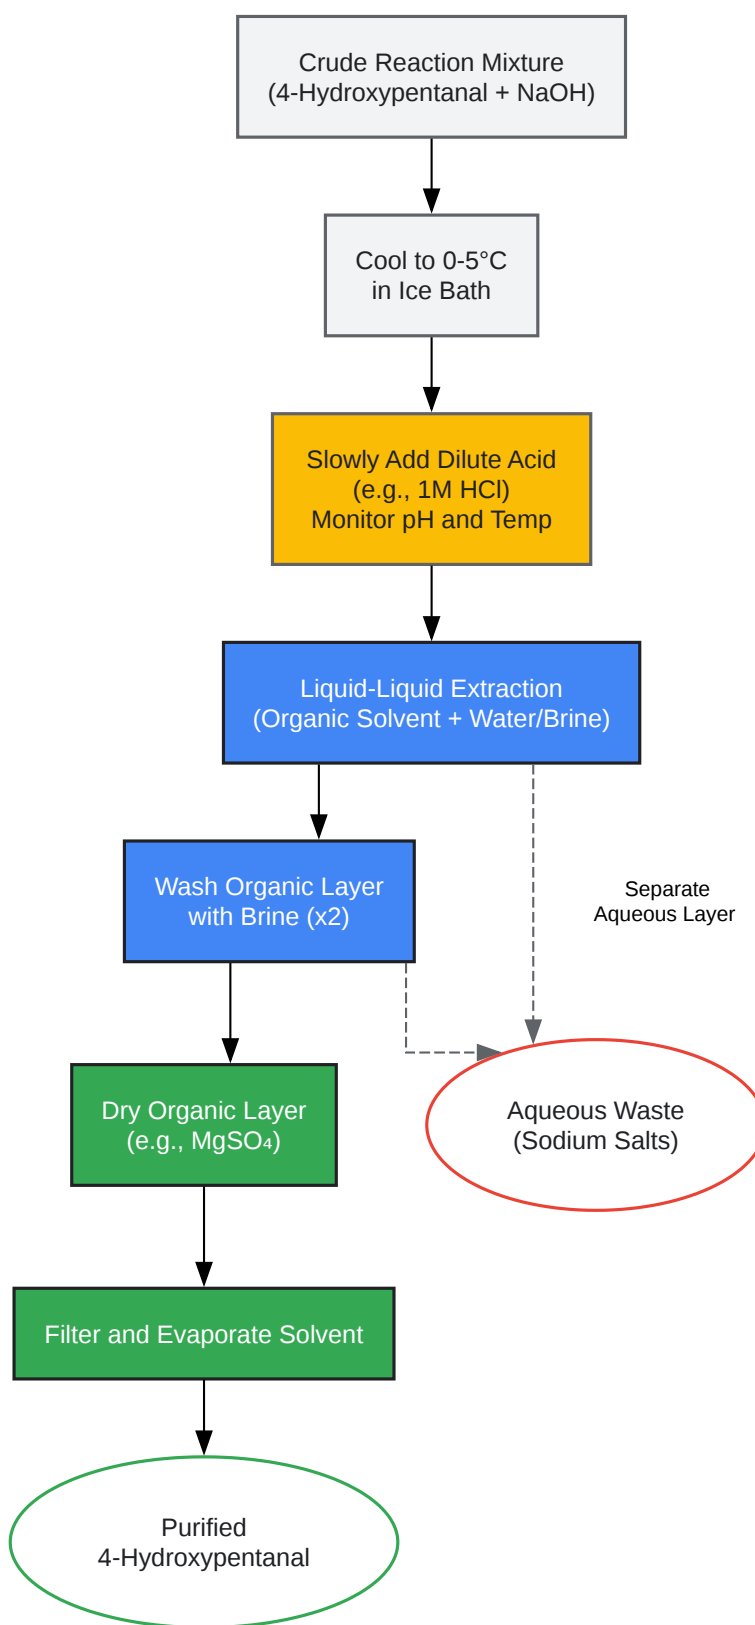 Crude Reaction Mixture
(4-Hydroxypentanal + NaOH)
Cool to 0-5°C
in Ice Bath
Slowly Add Dilute Acid
(e.g., 1M HCl)
Monitor pH and Temp
Liquid-Liquid Extraction
(Organic Solvent + Water/Brine)
Wash Organic Layer
with Brine (x2)
Separate
Aqueous Layer
Dry Organic Layer
(e.g., MgSO₄)
Aqueous Waste
(Sodium Salts)
Filter and Evaporate Solvent
Purified
4-Hydroxypentanal